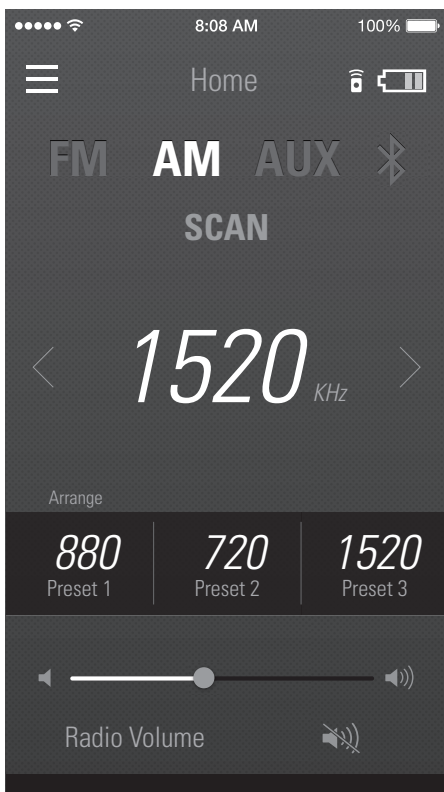 8:08 AM 100%
Home
FM AM AUX
SCAN
1520 KHz
Arrange
880 720 1520
Preset 1 Preset 2 Preset 3
Radio Volume